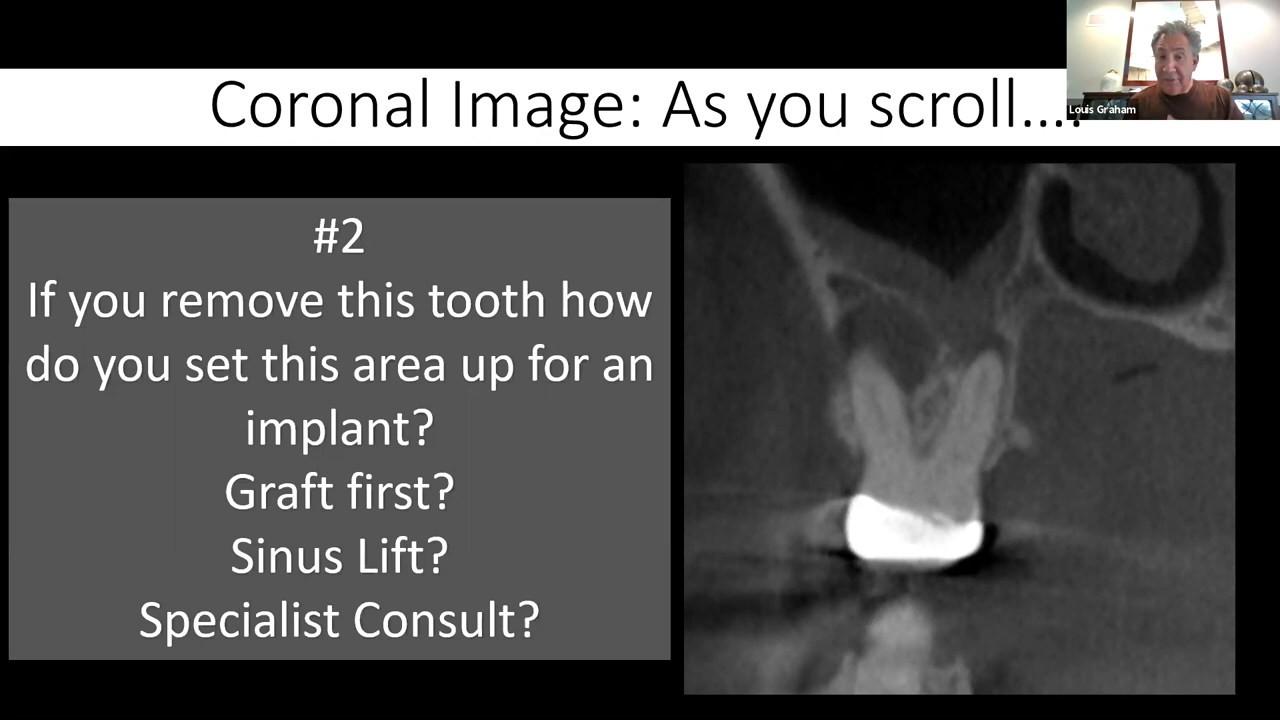 Coronal Image: As you scroll....
Louis Graham
#2
If you remove this tooth how
do you set this area up for an
implant?
Graft first?
Sinus Lift?
Specialist Consult?